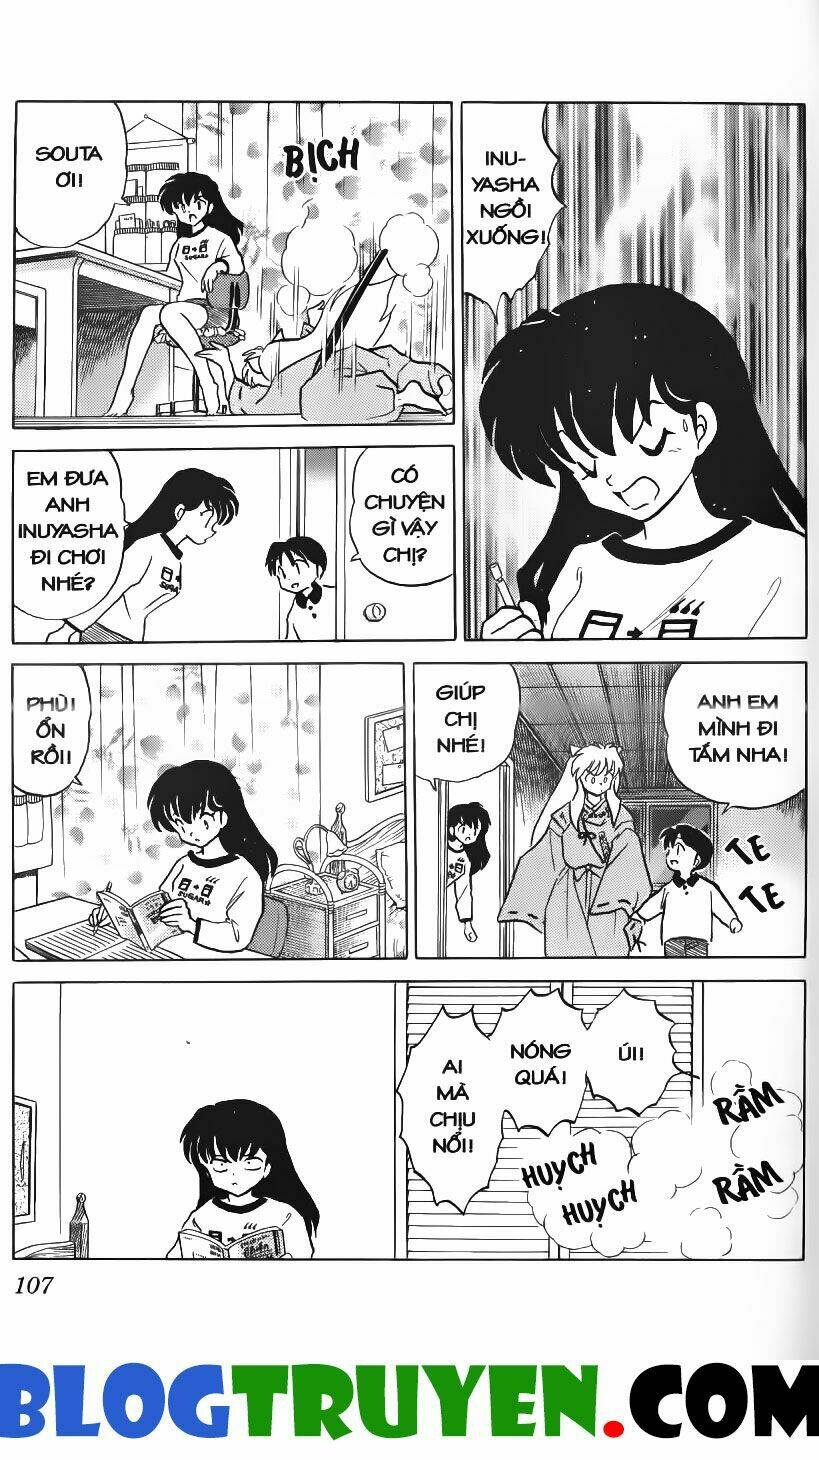 INU-
YASHA
NGỒI
XUỐNG!
BỊCH
SOUTA
ƠI!
CÓ
CHUYỆN
GÌ VẬY
CHỊ?
EM ĐƯA
ANH
INUYASHA
ĐI CHƠI
NHÉ?
ANH EM
MÌNH ĐI
TẮM NHA!
TE
TE
GIÚP
CHỊ
NHÉ!
PHÙ!
ỔN
RỒI!
RẦM
RẦM
ÚI!
NÓNG
QUÁ!
AI
MÀ
CHỊU
NỔI!
HUỵCH
HUỴCH
107
BLOGTRUYEN.COM